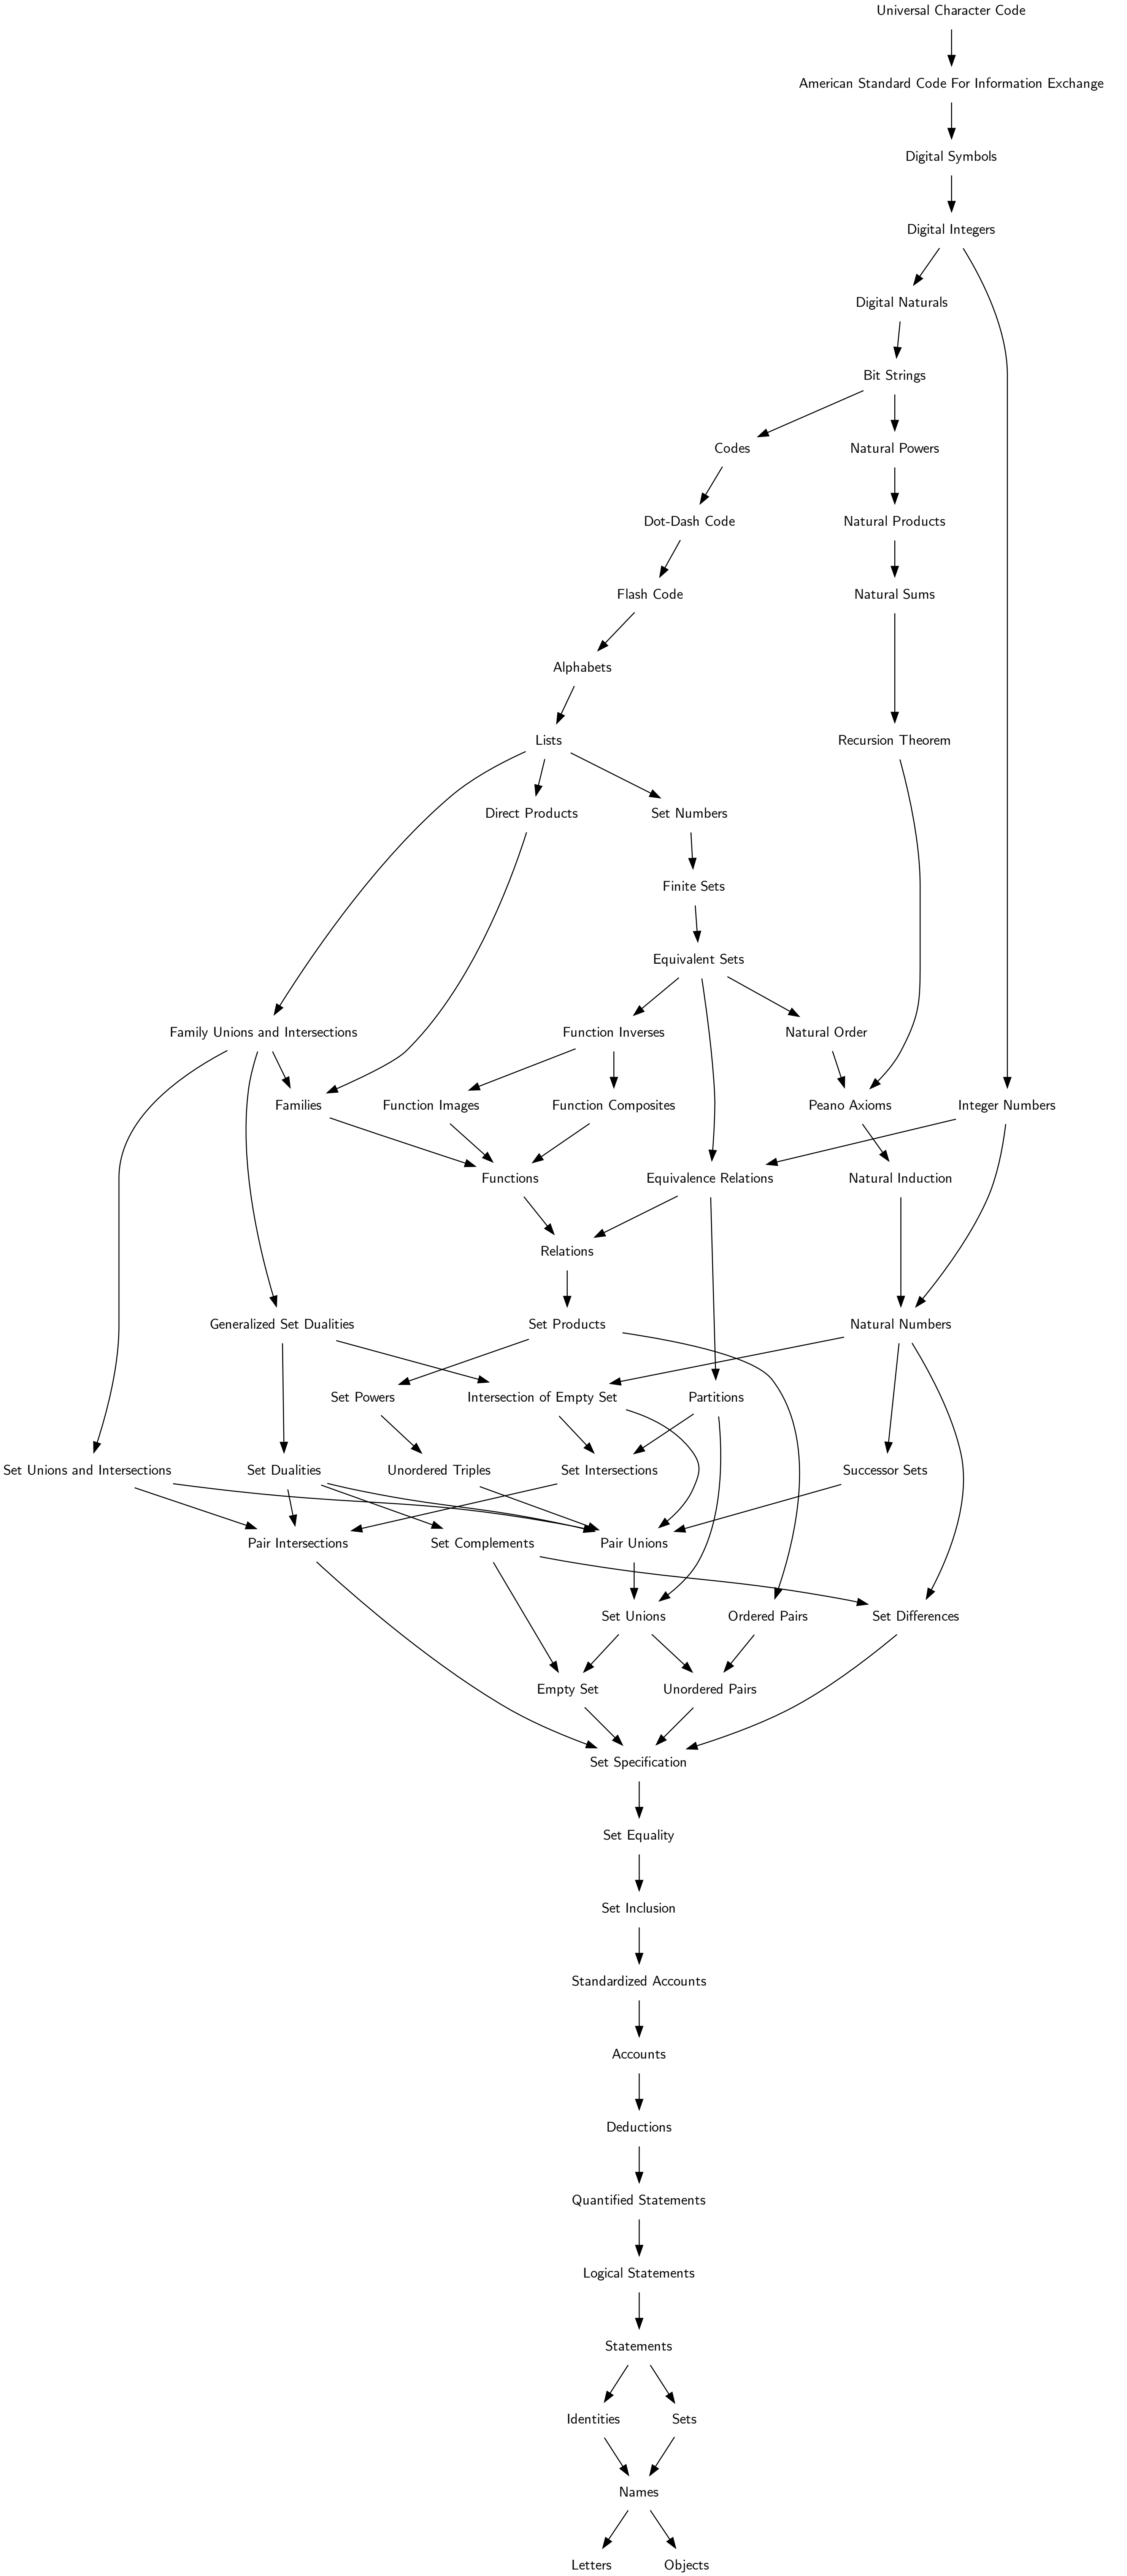 Universal Character Code
American Standard Code For Information Exchange
Digital Symbols
Digital Integers
Digital Naturals
Bit Strings
Codes
Natural Powers
Dot-Dash Code
Natural Products
Flash Code
Natural Sums
Alphabets
Lists
Recursion Theorem
Direct Products
Set Numbers
Finite Sets
Equivalent Sets
Family Unions and Intersections
Function Inverses
Natural Order
Families
Function Images
Function Composites
Peano Axioms
Integer Numbers
Functions
Equivalence Relations
Natural Induction
Relations
Generalized Set Dualities
Set Products
Natural Numbers
Set Powers
Intersection of Empty Set
Partitions
Set Unions and Intersections
Set Dualities
Unordered Triples
Set Intersections
Successor Sets
Pair Intersections
Set Complements
Pair Unions
Set Unions
Ordered Pairs
Set Differences
Empty Set
Unordered Pairs
Set Specification
Set Equality
Set Inclusion
Standardized Accounts
Accounts
Deductions
Quantified Statements
Logical Statements
Statements
Identities
Sets
Names
Letters
Objects